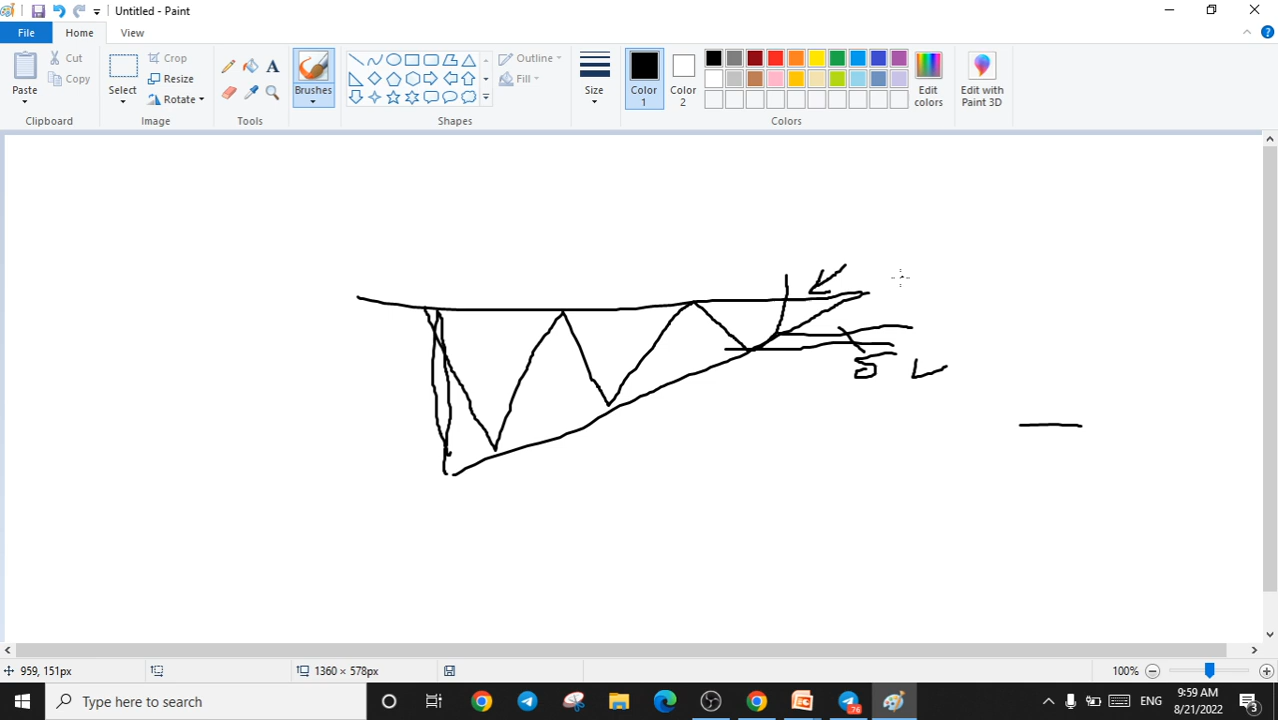 Untitled - Paint
File
Home
View
Paste
Cut
Copy
Clipboard
Select
Crop
Resize
Rotate
Image
Tools
Brushes
Outline
Fill
Shapes
Size
Color 1
Color 2
Edit colors
Colors
Edit with Paint 3D
959, 151px
1360 × 578px
100%
Type here to search
76
ENG
9:59 AM
8/21/2022
3